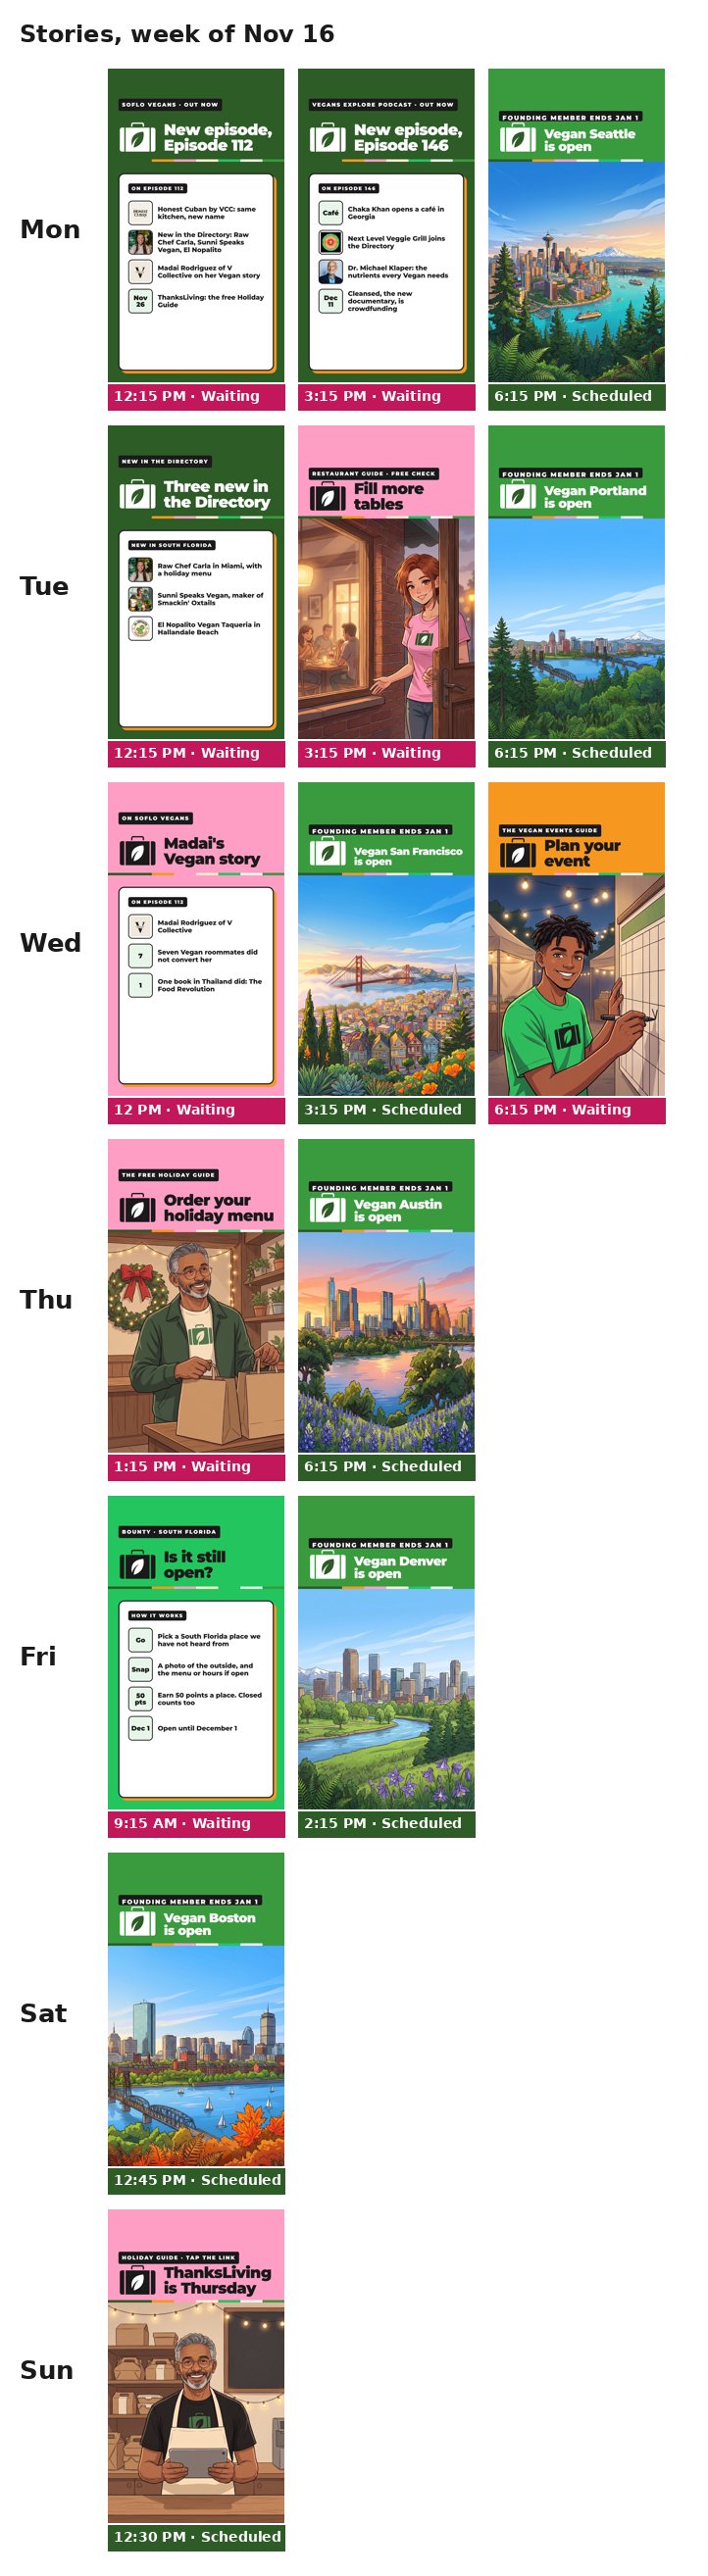 Stories, week of Nov 16
Mon
SOFLO VEGANS · OUT NOW
New episode,
Episode 112
ON EPISODE 112
HONEST
CUBAN
Honest Cuban by VCC: same
kitchen, new name
New in the Directory: Raw
Chef Carla, Sunni Speaks
Vegan, El Nopalito
V
Madai Rodriguez of V
Collective on her Vegan story
Nov
26
ThanksLiving: the free Holiday
Guide
12:15 PM · Waiting
VEGANS EXPLORE PODCAST · OUT NOW
New episode,
Episode 146
ON EPISODE 146
Café
Chaka Khan opens a café in
Georgia
Next Level Veggie Grill joins
the Directory
Dr. Michael Klaper: the
nutrients every Vegan needs
Dec
11
Cleansed, the new
documentary, is
crowdfunding
3:15 PM · Waiting
FOUNDING MEMBER ENDS JAN 1
Vegan Seattle
is open
6:15 PM · Scheduled
Tue
NEW IN THE DIRECTORY
Three new in
the Directory
NEW IN SOUTH FLORIDA
Raw Chef Carla in Miami, with
a holiday menu
Sunni Speaks Vegan, maker of
Smackin' Oxtails
El Nopalito Vegan Taqueria in
Hallandale Beach
12:15 PM · Waiting
RESTAURANT GUIDE · FREE CHECK
Fill more
tables
3:15 PM · Waiting
FOUNDING MEMBER ENDS JAN 1
Vegan Portland
is open
6:15 PM · Scheduled
Wed
ON SOFLO VEGANS
Madai's
Vegan story
ON EPISODE 112
V
Madai Rodriguez of V
Collective
7
Seven Vegan roommates did
not convert her
1
One book in Thailand did: The
Food Revolution
12 PM · Waiting
FOUNDING MEMBER ENDS JAN 1
Vegan San Francisco
is open
3:15 PM · Scheduled
THE VEGAN EVENTS GUIDE
Plan your
event
6:15 PM · Waiting
Thu
THE FREE HOLIDAY GUIDE
Order your
holiday menu
1:15 PM · Waiting
FOUNDING MEMBER ENDS JAN 1
Vegan Austin
is open
6:15 PM · Scheduled
Fri
BOUNTY · SOUTH FLORIDA
Is it still
open?
HOW IT WORKS
Go
Pick a South Florida place we
have not heard from
Snap
A photo of the outside, and
the menu or hours if open
50
pts
Earn 50 points a place. Closed
counts too
Dec 1
Open until December 1
9:15 AM · Waiting
FOUNDING MEMBER ENDS JAN 1
Vegan Denver
is open
2:15 PM · Scheduled
Sat
FOUNDING MEMBER ENDS JAN 1
Vegan Boston
is open
12:45 PM · Scheduled
Sun
HOLIDAY GUIDE · TAP THE LINK
ThanksLiving
is Thursday
12:30 PM · Scheduled